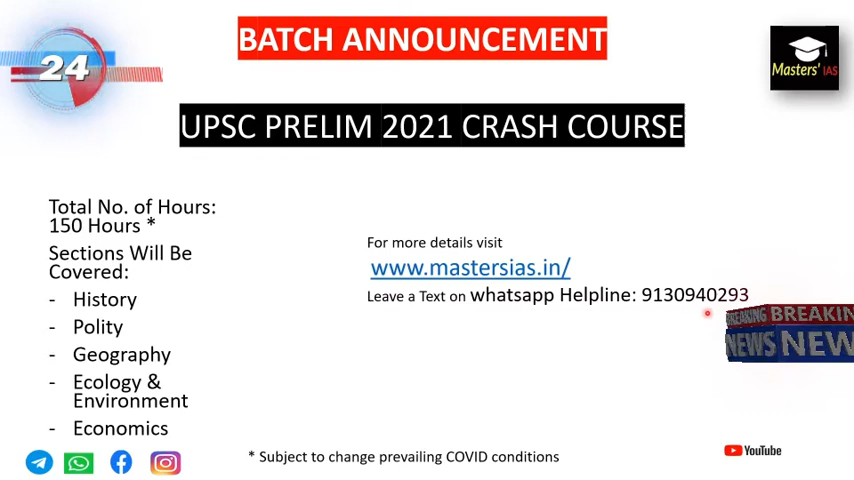 BATCH ANNOUNCEMENT
24
Masters' IAS
UPSC PRELIM 2021 CRASH COURSE
Total No. of Hours:
150 Hours *
Sections Will Be
Covered:
- History
- Polity
- Geography
- Ecology &
Environment
- Economics
For more details visit
www.mastersias.in/
Leave a Text on whatsapp Helpline: 9130940293
BREAKING BREAKIN
NEWS NEW
* Subject to change prevailing COVID conditions
YouTube